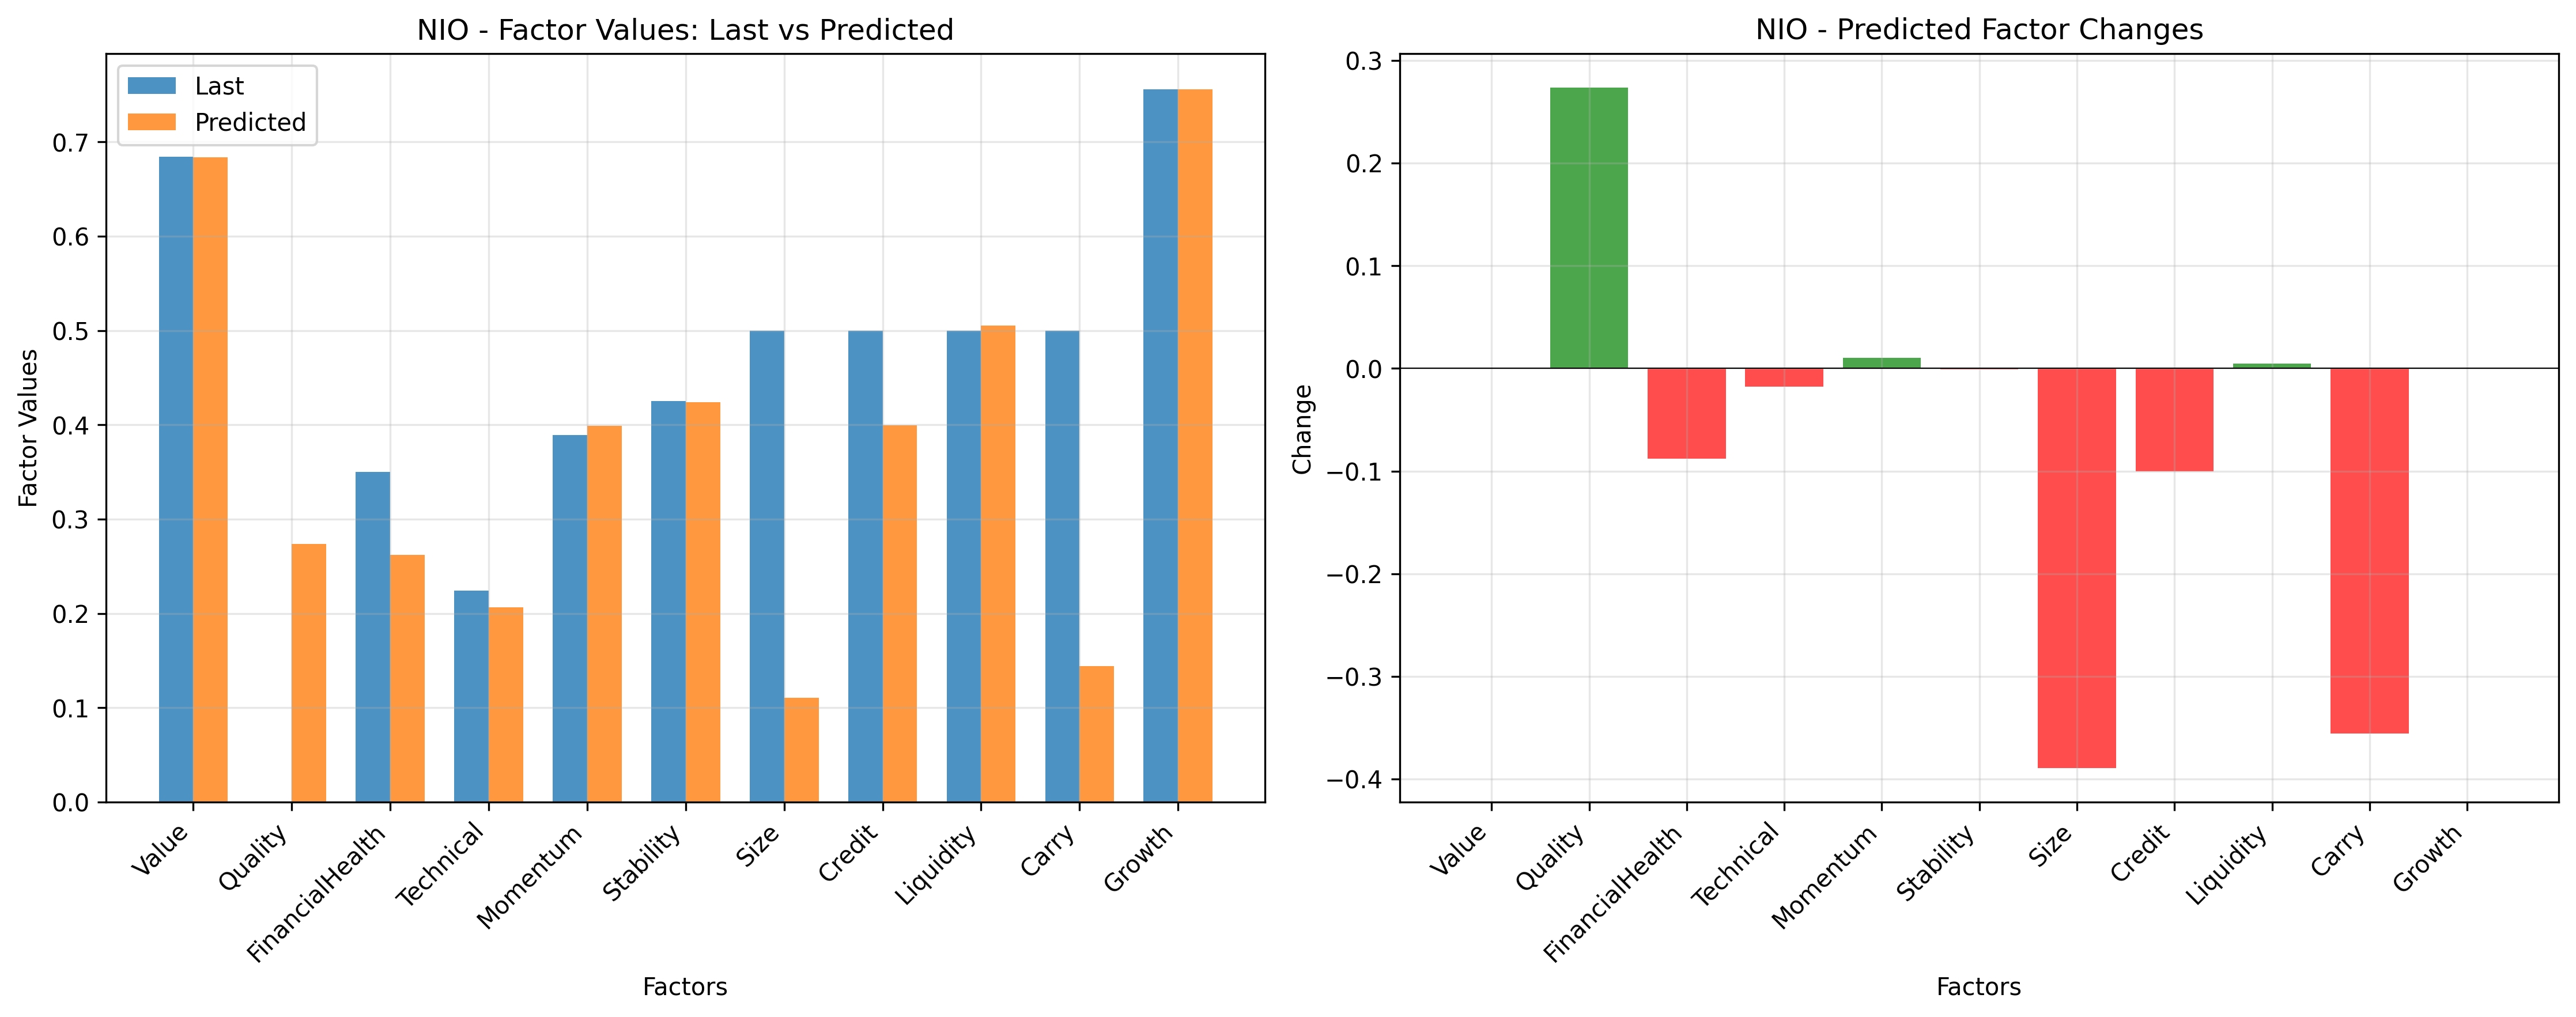 NIO - Factor Values: Last vs Predicted
Last
Predicted
Factor Values
0.7
0.6
0.5
0.4
0.3
0.2
0.1
0.0
Value
Quality
FinancialHealth
Technical
Momentum
Stability
Size
Credit
Liquidity
Carry
Growth
Factors
NIO - Predicted Factor Changes
Change
0.3
0.2
0.1
0.0
−0.1
−0.2
−0.3
−0.4
Value
Quality
FinancialHealth
Technical
Momentum
Stability
Size
Credit
Liquidity
Carry
Growth
Factors